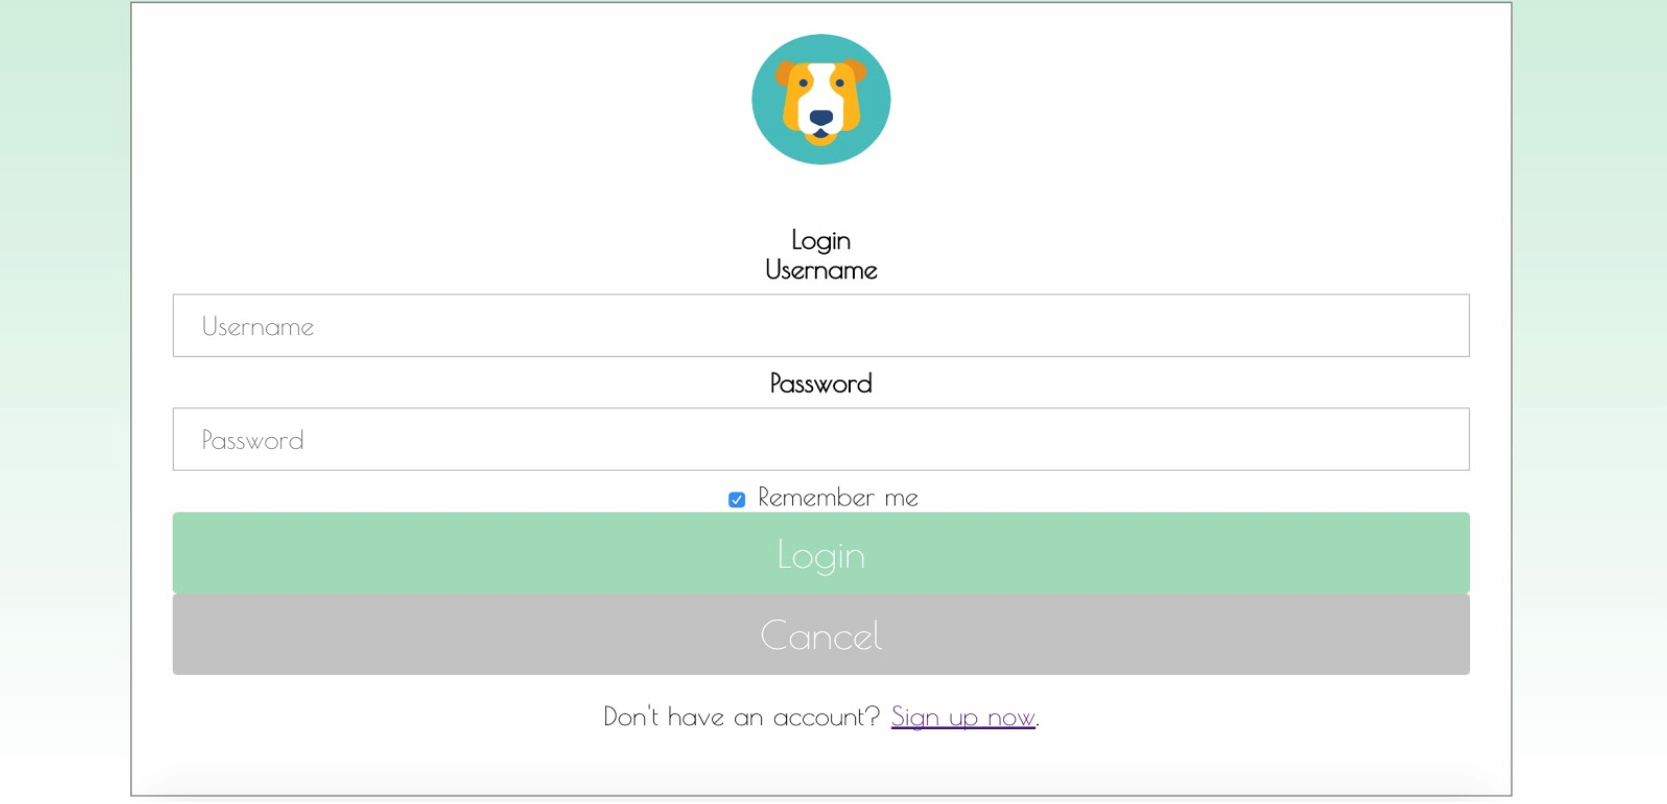 Login
Username
Username
Password
Password
Remember me
Login
Cancel
Don't have an account? Sign up now.